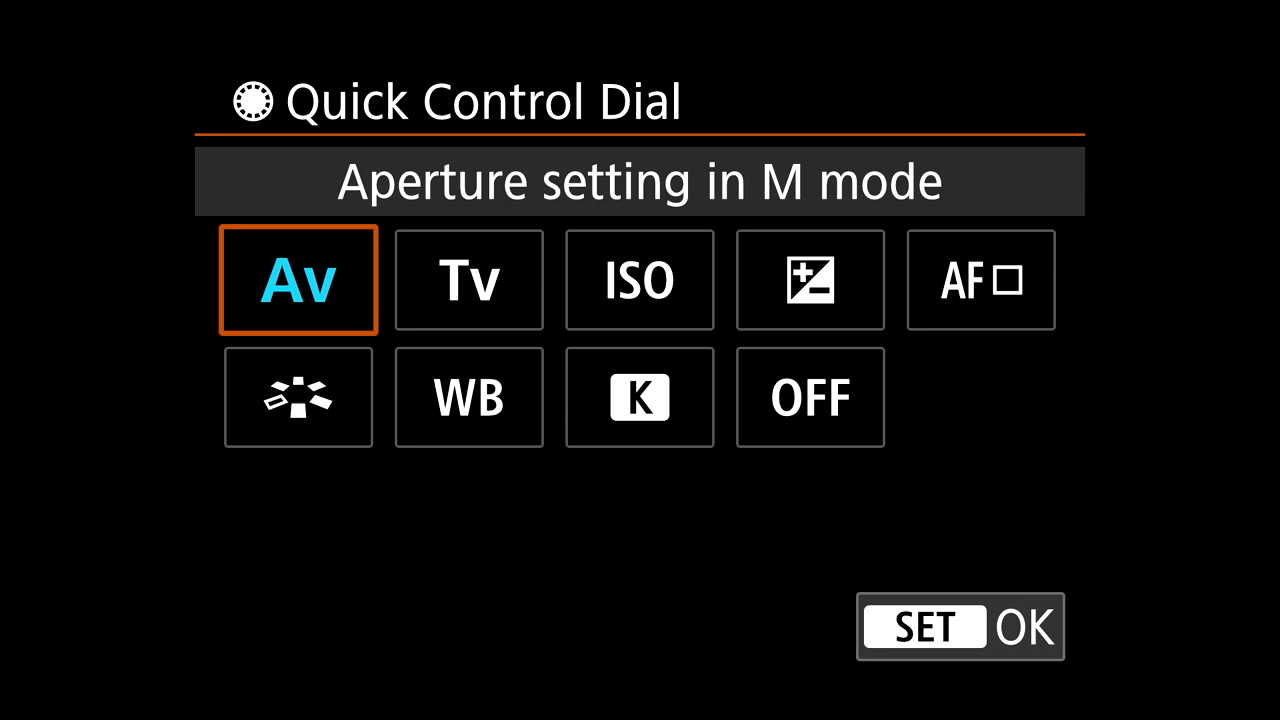 Quick Control Dial
Aperture setting in M mode
Av Tv ISO AF
WB K OFF
SET OK